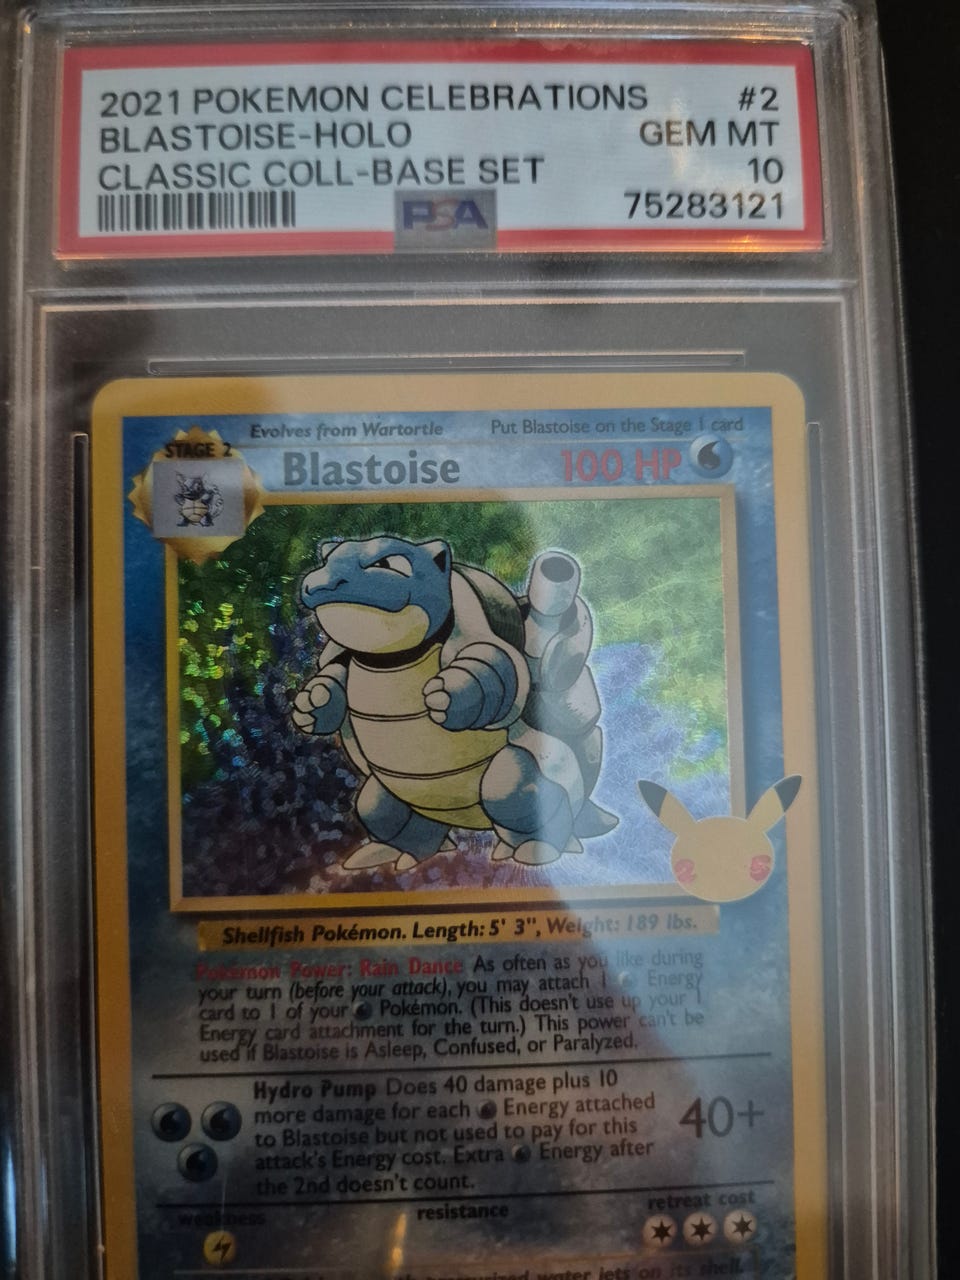 2021 POKEMON CELEBRATIONS #2
BLASTOISE-HOLO GEM MT
CLASSIC COLL-BASE SET 10
PSA 75283121
Evolves from Wartortle Put Blastoise on the Stage 1 card
STAGE 2
Blastoise 100 HP
25
Shellfish Pokémon. Length: 5' 3", Weight: 189 lbs.
Pokémon Power: Rain Dance As often as you like during
your turn (before your attack), you may attach 1 Energy
card to 1 of your Pokémon. (This doesn't use up your 1
Energy card attachment for the turn.) This power can't be
used if Blastoise is Asleep, Confused, or Paralyzed.
Hydro Pump Does 40 damage plus 10
more damage for each Energy attached
to Blastoise but not used to pay for this
attack's Energy cost. Extra Energy after
the 2nd doesn't count.
40+
weakness resistance retreat cost
water jets on its shell.